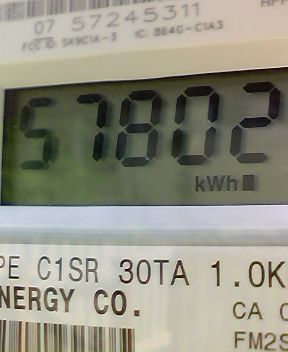 07 57245311
FCC ID: SK9C1A-3 IC: 864G-C1A3
57802
kWh
PE C1SR 30TA 1.0K
NERGY CO.
CA
FM2S